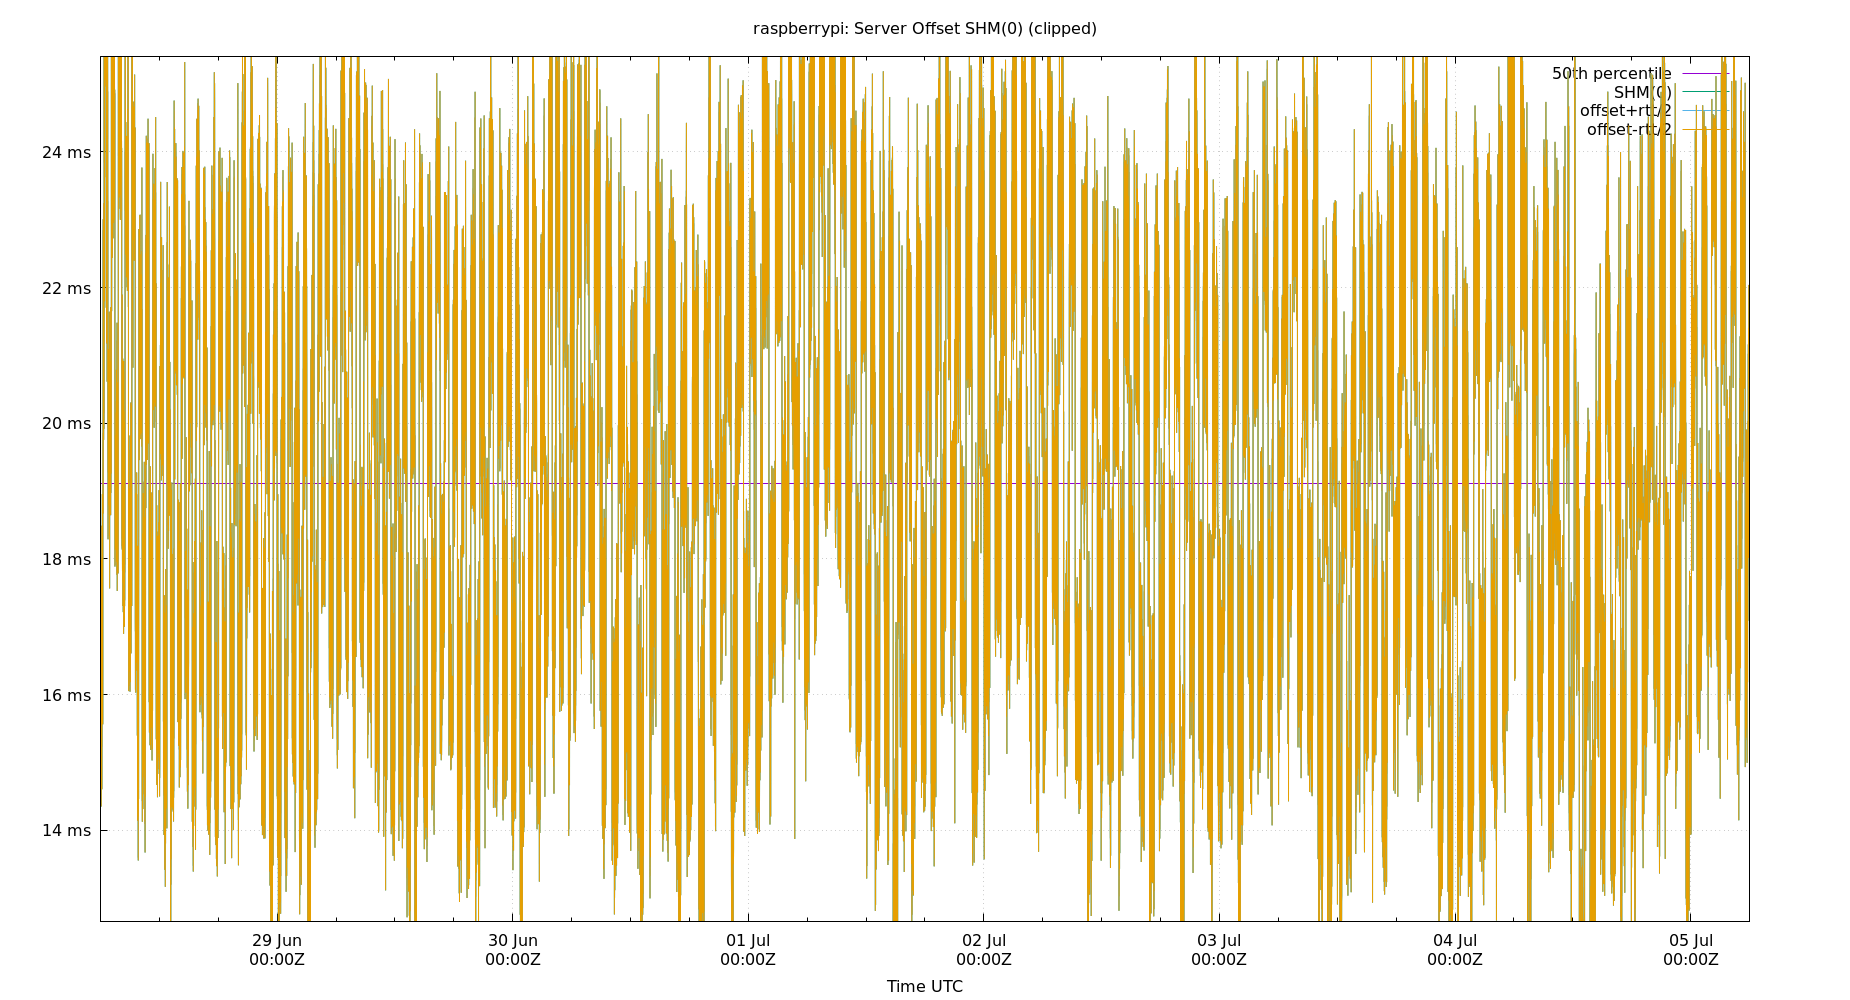 raspberrypi: Server Offset SHM(0) (clipped)
50th percentile
SHM(0)
offset+rtt/2
offset-rtt/2
24 ms
22 ms
20 ms
18 ms
16 ms
14 ms
29 Jun 30 Jun 01 Jul 02 Jul 03 Jul 04 Jul 05 Jul
00:00Z 00:00Z 00:00Z 00:00Z 00:00Z 00:00Z 00:00Z
Time UTC